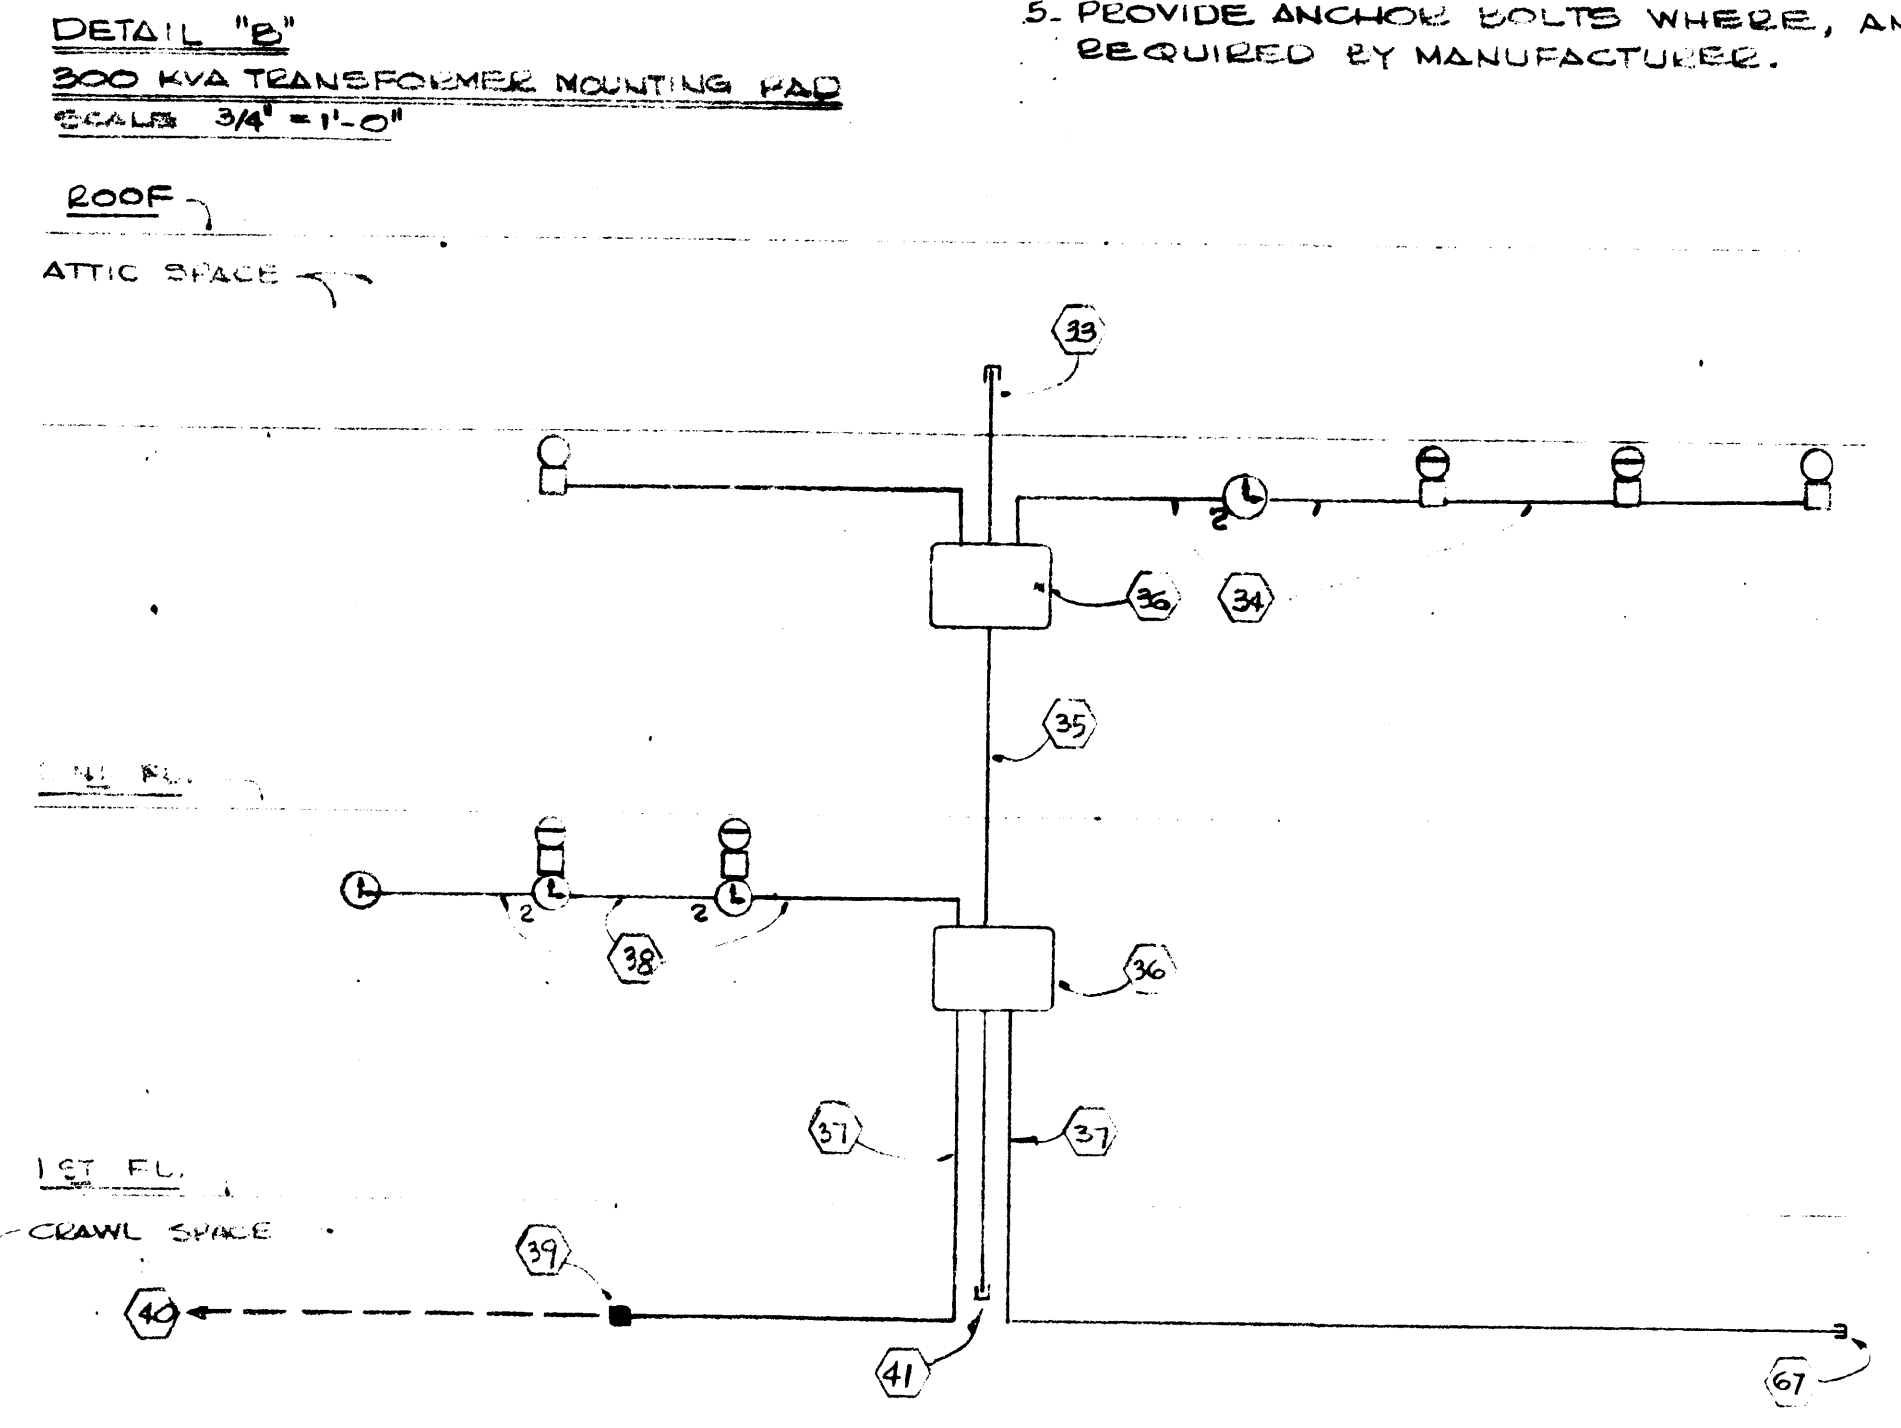 DETAIL "B"
300 KVA TRANSFORMER MOUNTING PAD
SCALE 3/4" = 1'-0"
5- PROVIDE ANCHOR BOLTS WHERE,
REQUIRED BY MANUFACTURER.
ROOF
ATTIC SPACE
33
2
36
34
35
FL.
2
2
38
36
37
37
1ST FL.
CRAWL SPACE
39
40
41
67